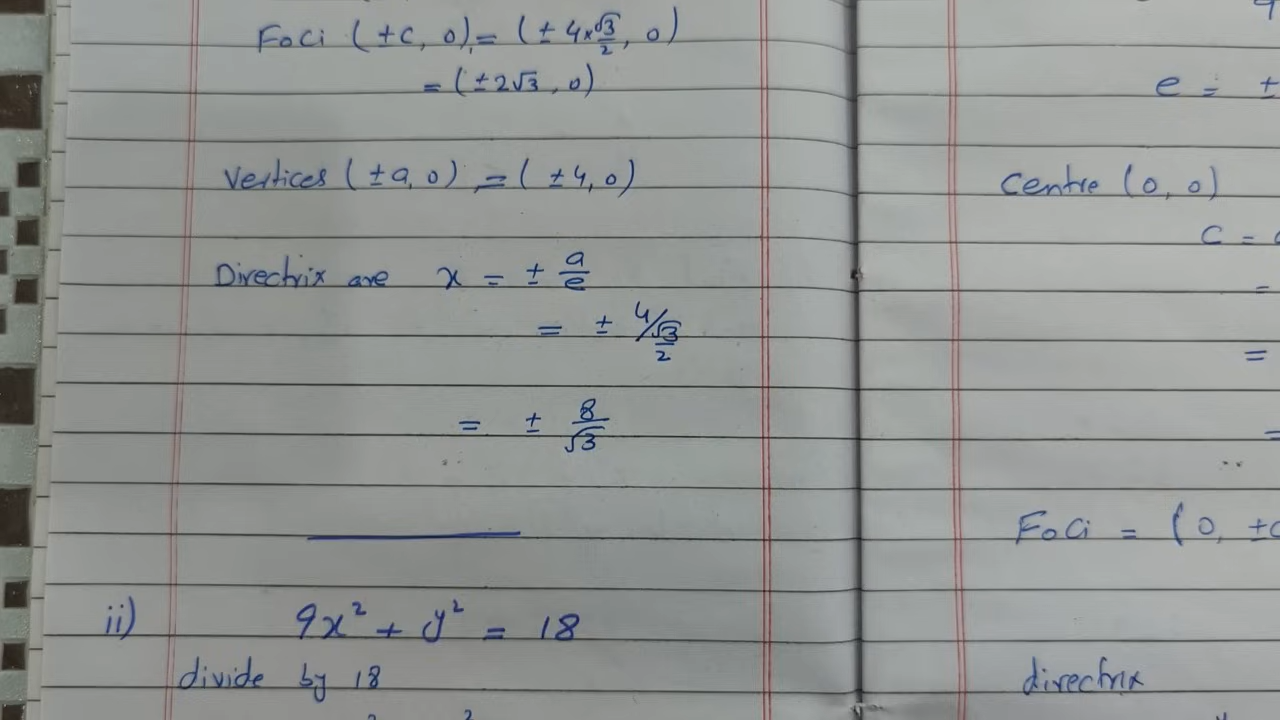 Foci (±c, 0) = (± 4×√3/2, 0)
= (±2√3, 0)
Vertices (±a, 0) = (±4, 0)
Directrix are x = ± a/e
= ± 4/√3/2
= ± 8/√3
ii) 9x² + y² = 18
divide by 18
e = ±
Centre (0, 0)
c =
=
=
=
Foci = (0, ±c
directrix